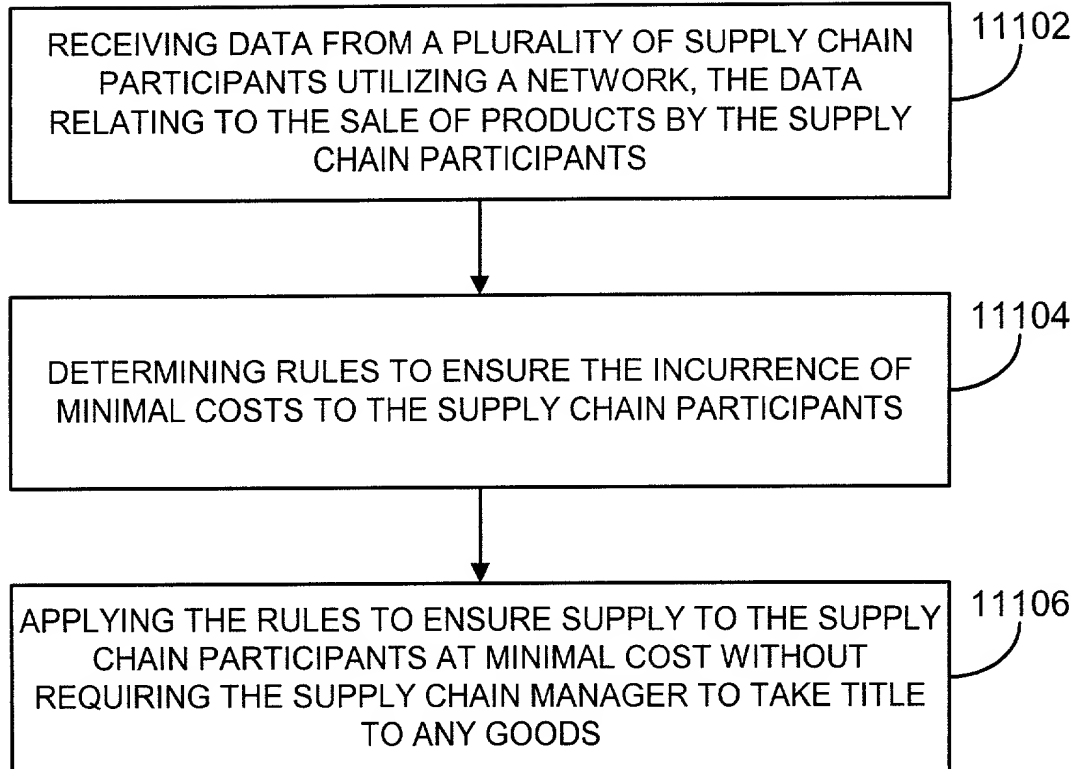 RECEIVING DATA FROM A PLURALITY OF SUPPLY CHAIN
PARTICIPANTS UTILIZING A NETWORK, THE DATA
RELATING TO THE SALE OF PRODUCTS BY THE SUPPLY
CHAIN PARTICIPANTS
11102
DETERMINING RULES TO ENSURE THE INCURRENCE OF
MINIMAL COSTS TO THE SUPPLY CHAIN PARTICIPANTS
11104
APPLYING THE RULES TO ENSURE SUPPLY TO THE SUPPLY
CHAIN PARTICIPANTS AT MINIMAL COST WITHOUT
REQUIRING THE SUPPLY CHAIN MANAGER TO TAKE TITLE
TO ANY GOODS
11106